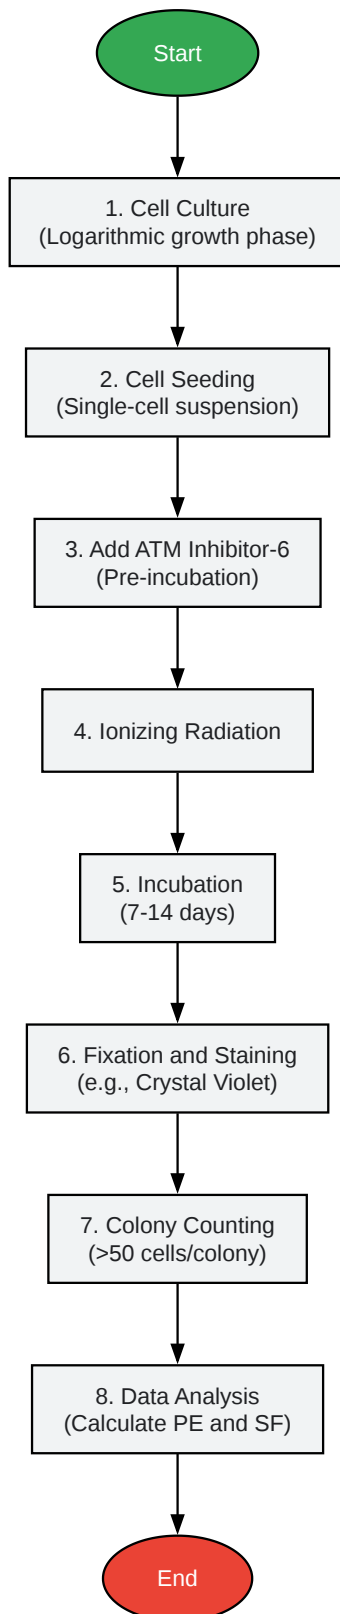 Start
1. Cell Culture
(Logarithmic growth phase)
2. Cell Seeding
(Single-cell suspension)
3. Add ATM Inhibitor-6
(Pre-incubation)
4. Ionizing Radiation
5. Incubation
(7-14 days)
6. Fixation and Staining
(e.g., Crystal Violet)
7. Colony Counting
(>50 cells/colony)
8. Data Analysis
(Calculate PE and SF)
End